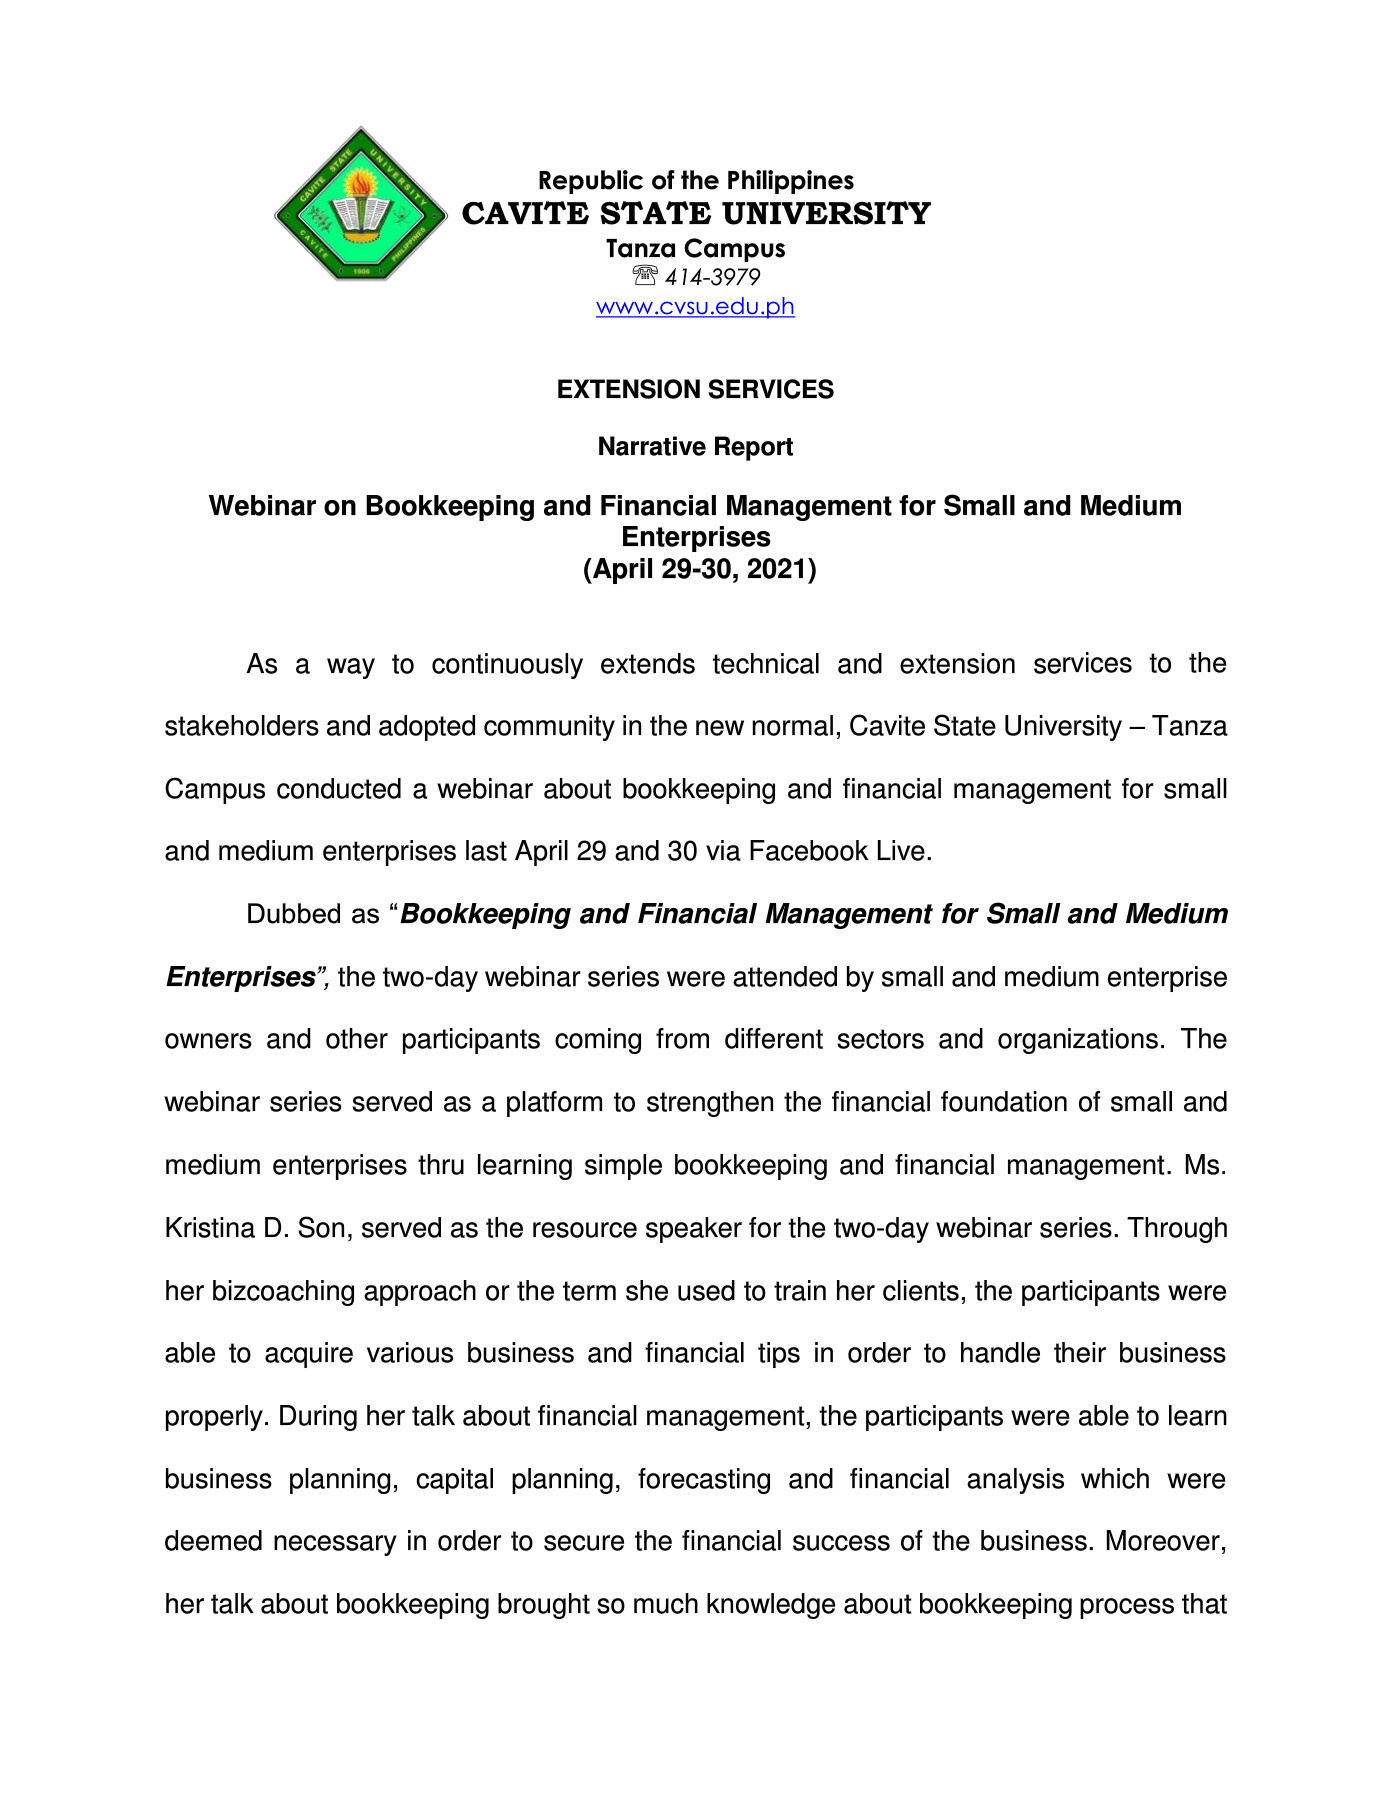 CAVITE STATE UNIVERSITY
CAVITE PHILIPPINES
1906
Republic of the Philippines
CAVITE STATE UNIVERSITY
Tanza Campus
☏ 414-3979
www.cvsu.edu.ph
EXTENSION SERVICES
Narrative Report
Webinar on Bookkeeping and Financial Management for Small and Medium
Enterprises
(April 29-30, 2021)
As a way to continuously extends technical and extension services to the
stakeholders and adopted community in the new normal, Cavite State University – Tanza
Campus conducted a webinar about bookkeeping and financial management for small
and medium enterprises last April 29 and 30 via Facebook Live.
Dubbed as “Bookkeeping and Financial Management for Small and Medium
Enterprises”, the two-day webinar series were attended by small and medium enterprise
owners and other participants coming from different sectors and organizations. The
webinar series served as a platform to strengthen the financial foundation of small and
medium enterprises thru learning simple bookkeeping and financial management. Ms.
Kristina D. Son, served as the resource speaker for the two-day webinar series. Through
her bizcoaching approach or the term she used to train her clients, the participants were
able to acquire various business and financial tips in order to handle their business
properly. During her talk about financial management, the participants were able to learn
business planning, capital planning, forecasting and financial analysis which were
deemed necessary in order to secure the financial success of the business. Moreover,
her talk about bookkeeping brought so much knowledge about bookkeeping process that